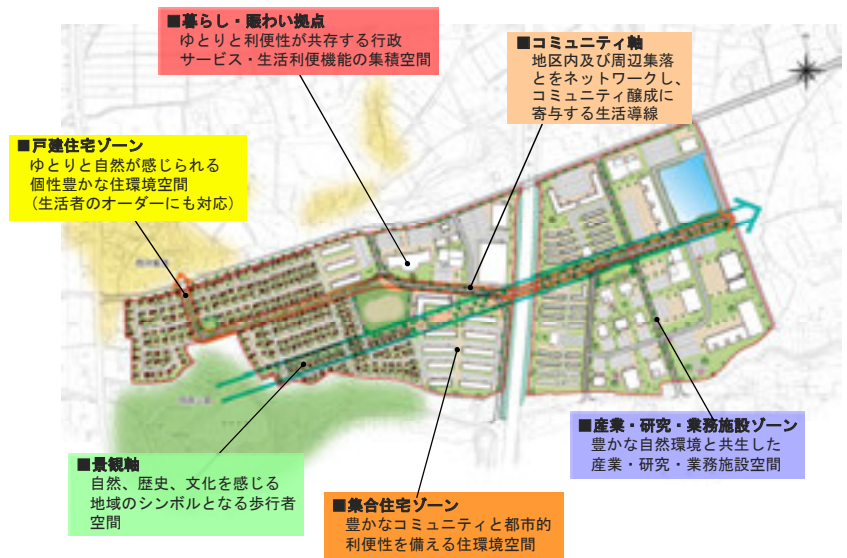 ■暮らし・賑わい拠点
ゆとりと利便性が共存する行政
サービス・生活利便機能の集積空間
■コミュニティ軸
地区内及び周辺集落
とをネットワークし、
コミュニティ醸成に
寄与する生活導線
■戸建住宅ゾーン
ゆとりと自然が感じられる
個性豊かな住環境空間
（生活者のオーダーにも対応）
■産業・研究・業務施設ゾーン
豊かな自然環境と共生した
産業・研究・業務施設空間
■景観軸
自然、歴史、文化を感じる
地域のシンボルとなる歩行者
空間
■集合住宅ゾーン
豊かなコミュニティと都市的
利便性を備える住環境空間